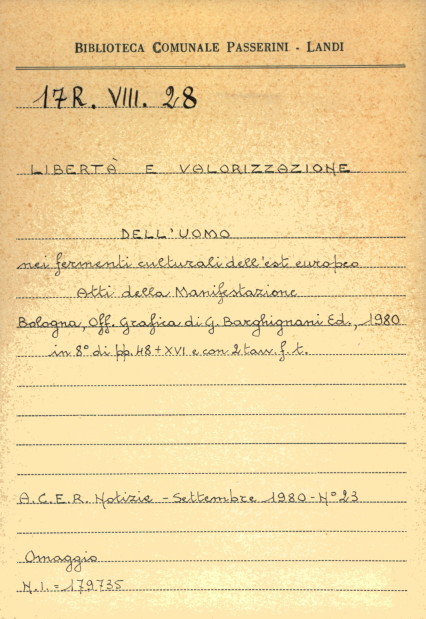 BIBLIOTECA COMUNALE PASSERINI - LANDI
17R. VIII. 28
LIBERTÀ E VALORIZZAZIONE
DELL'UOMO
nei fermenti culturali dell'est europeo
Atti della Manifestazione
Bologna, Off. Grafica di G. Barghignani Ed., 1980
in 8° di pp. 48 + XVI e con 2 tav. f. t.
A.C.E.R. Notizie - Settembre 1980 - N° 23
Omaggio
N.I. = 179735